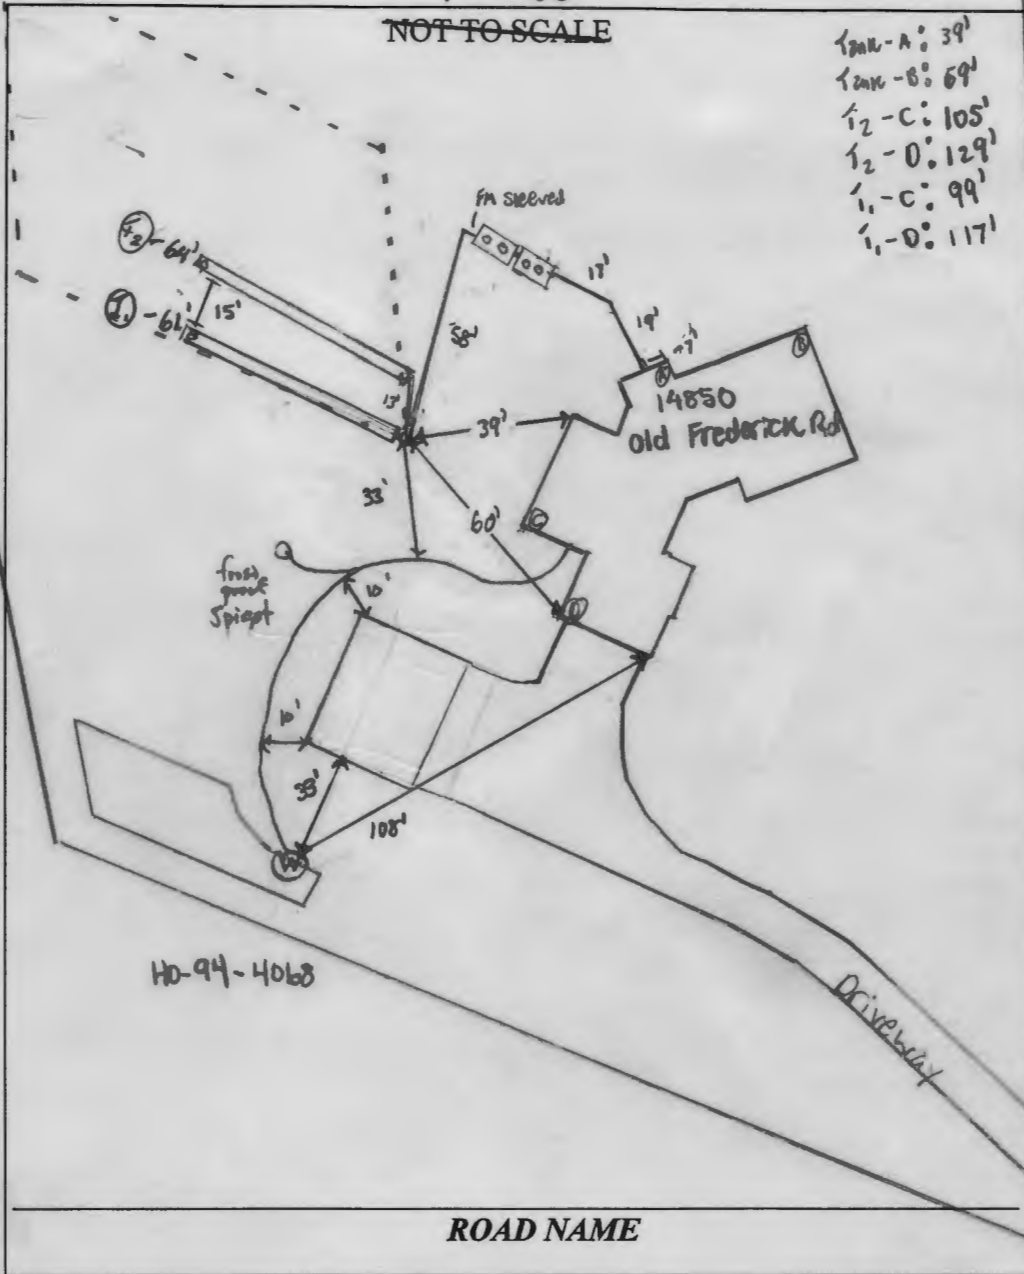 NOT TO SCALE
Tank-A: 39'
Tank-B: 69'
T2-C: 105'
T2-D: 129'
T1-C: 99'
T1-D: 117'
FM sleeved
T2 - 64'
17'
T1 - 61'
15'
58'
19'
7'
A
B
13'
14850
39'
Old Frederick Rd
33'
60'
C
frost
proof
Spigot
10'
D
10'
38'
108'
W
HO-94-4068
Driveway
ROAD NAME